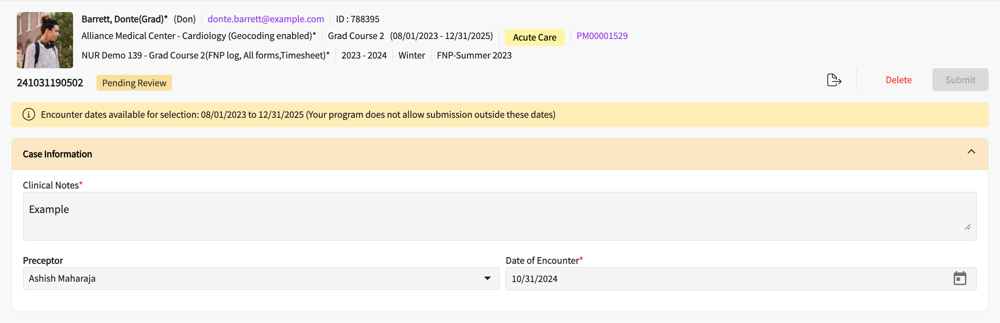 Barrett, Donte(Grad)* (Don) donte.barrett@example.com ID : 788395
Alliance Medical Center - Cardiology (Geocoding enabled)* Grad Course 2 (08/01/2023 - 12/31/2025) Acute Care PM00001529
NUR Demo 139 - Grad Course 2(FNP log, All forms,Timesheet)* 2023 - 2024 Winter FNP-Summer 2023
241031190502 Pending Review Delete Submit
Encounter dates available for selection: 08/01/2023 to 12/31/2025 (Your program does not allow submission outside these dates)
Case Information
Clinical Notes*
Example
Preceptor Date of Encounter*
Ashish Maharaja 10/31/2024